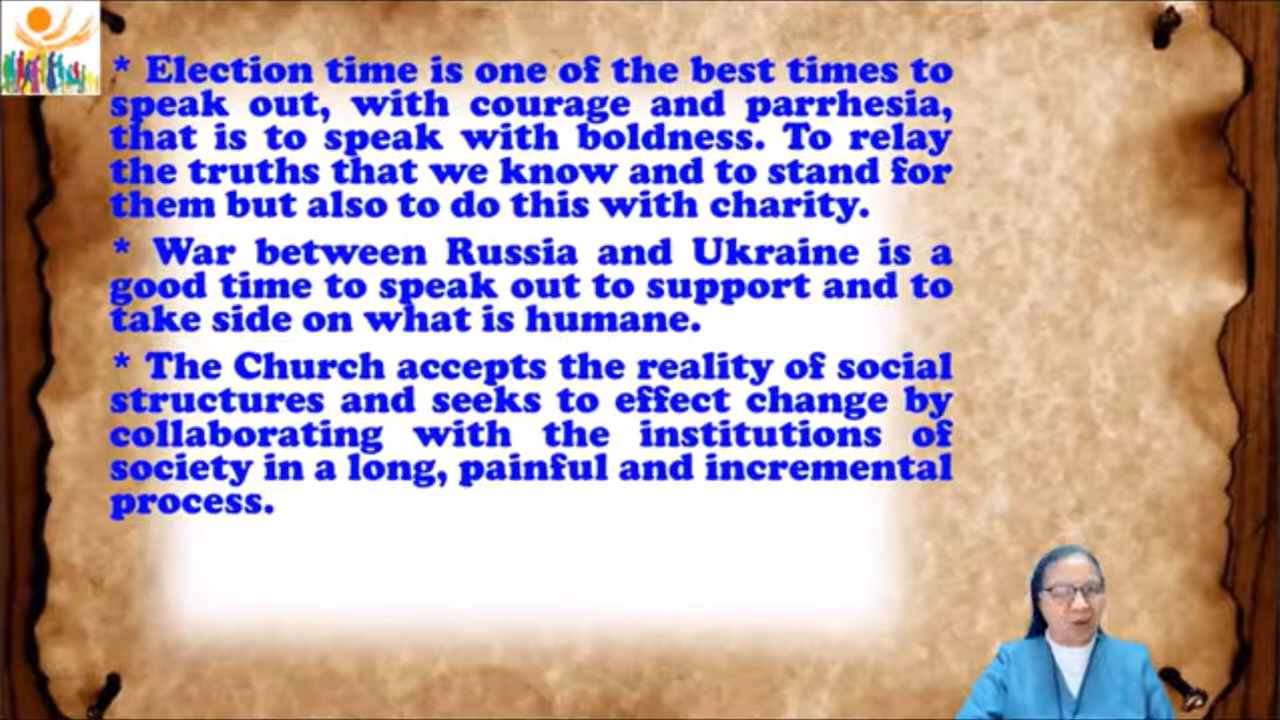 * Election time is one of the best times to
speak out, with courage and parrhesia,
that is to speak with boldness. To relay
the truths that we know and to stand for
them but also to do this with charity.
* War between Russia and Ukraine is a
good time to speak out to support and to
take side on what is humane.
* The Church accepts the reality of social
structures and seeks to effect change by
collaborating with the institutions of
society in a long, painful and incremental
process.